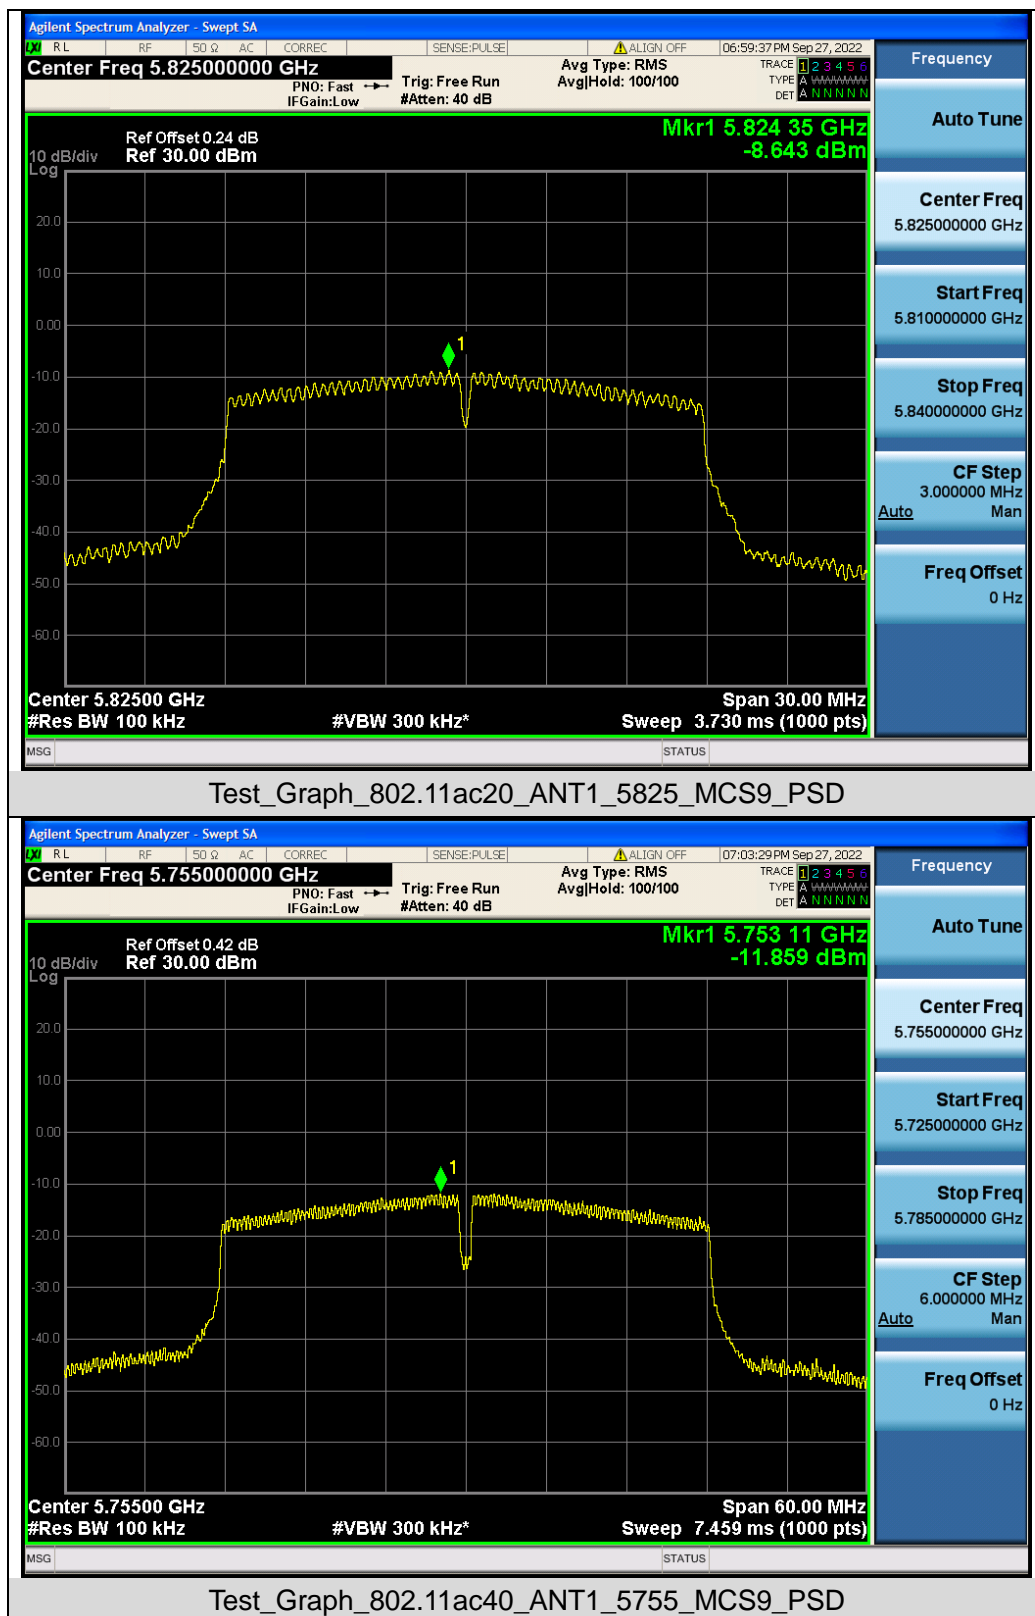 Agilent Spectrum Analyzer - Swept SA
LXI RL RF 50 Ω AC CORREC SENSE:PULSE ALIGN OFF 06:59:37 PM Sep 27, 2022
Center Freq 5.825000000 GHz
PNO: Fast
IFGain:Low
Trig: Free Run
#Atten: 40 dB
Avg Type: RMS
Avg|Hold: 100/100
TRACE 1 2 3 4 5 6
TYPE A WWWWWW
DET A N N N N N
Frequency
Mkr1 5.824 35 GHz
-8.643 dBm
Ref Offset 0.24 dB
10 dB/div Ref 30.00 dBm
Log
20.0
10.0
0.00
-10.0
-20.0
-30.0
-40.0
-50.0
-60.0
1
Center 5.82500 GHz Span 30.00 MHz
#Res BW 100 kHz #VBW 300 kHz* Sweep 3.730 ms (1000 pts)
MSG STATUS
Auto Tune
Center Freq
5.825000000 GHz
Start Freq
5.810000000 GHz
Stop Freq
5.840000000 GHz
CF Step
3.000000 MHz
Auto Man
Freq Offset
0 Hz
Test_Graph_802.11ac20_ANT1_5825_MCS9_PSD
Agilent Spectrum Analyzer - Swept SA
LXI RL RF 50 Ω AC CORREC SENSE:PULSE ALIGN OFF 07:03:29 PM Sep 27, 2022
Center Freq 5.755000000 GHz
PNO: Fast
IFGain:Low
Trig: Free Run
#Atten: 40 dB
Avg Type: RMS
Avg|Hold: 100/100
TRACE 1 2 3 4 5 6
TYPE A WWWWWW
DET A N N N N N
Frequency
Mkr1 5.753 11 GHz
-11.859 dBm
Ref Offset 0.42 dB
10 dB/div Ref 30.00 dBm
Log
20.0
10.0
0.00
-10.0
-20.0
-30.0
-40.0
-50.0
-60.0
1
Center 5.75500 GHz Span 60.00 MHz
#Res BW 100 kHz #VBW 300 kHz* Sweep 7.459 ms (1000 pts)
MSG STATUS
Auto Tune
Center Freq
5.755000000 GHz
Start Freq
5.725000000 GHz
Stop Freq
5.785000000 GHz
CF Step
6.000000 MHz
Auto Man
Freq Offset
0 Hz
Test_Graph_802.11ac40_ANT1_5755_MCS9_PSD